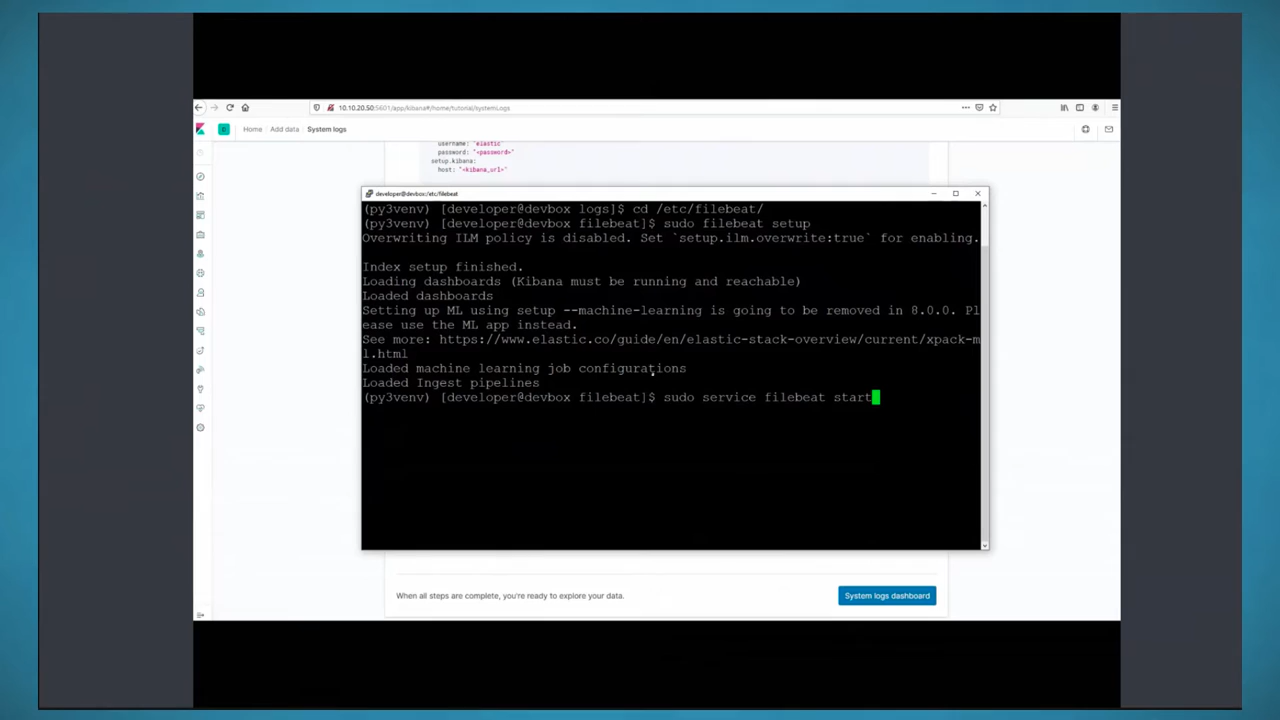 10.10.20.50:5601/app/kibana#/home/tutorial/systemLogs
Home Add data System logs
username: "elastic"
password: "<password>"
setup.kibana:
host: "<kibana_url>"
developer@devbox:/etc/filebeat
(py3venv) [developer@devbox logs]$ cd /etc/filebeat/
(py3venv) [developer@devbox filebeat]$ sudo filebeat setup
Overwriting ILM policy is disabled. Set `setup.ilm.overwrite:true` for enabling.
Index setup finished.
Loading dashboards (Kibana must be running and reachable)
Loaded dashboards
Setting up ML using setup --machine-learning is going to be removed in 8.0.0. Pl
ease use the ML app instead.
See more: https://www.elastic.co/guide/en/elastic-stack-overview/current/xpack-m
l.html
Loaded machine learning job configurations
Loaded Ingest pipelines
(py3venv) [developer@devbox filebeat]$ sudo service filebeat start
When all steps are complete, you're ready to explore your data.
System logs dashboard